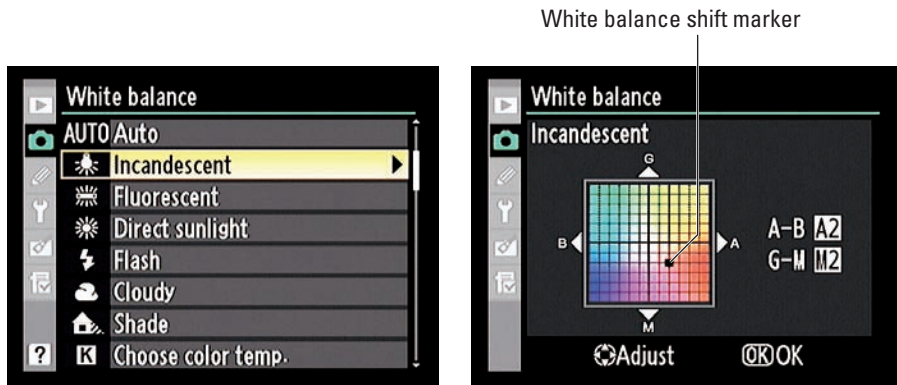 White balance shift marker
White balance
AUTO Auto
Incandescent
Fluorescent
Direct sunlight
Flash
Cloudy
Shade
K Choose color temp.
?
White balance
Incandescent
G
B
A
M
A-B A2
G-M M2
Adjust
OK OK